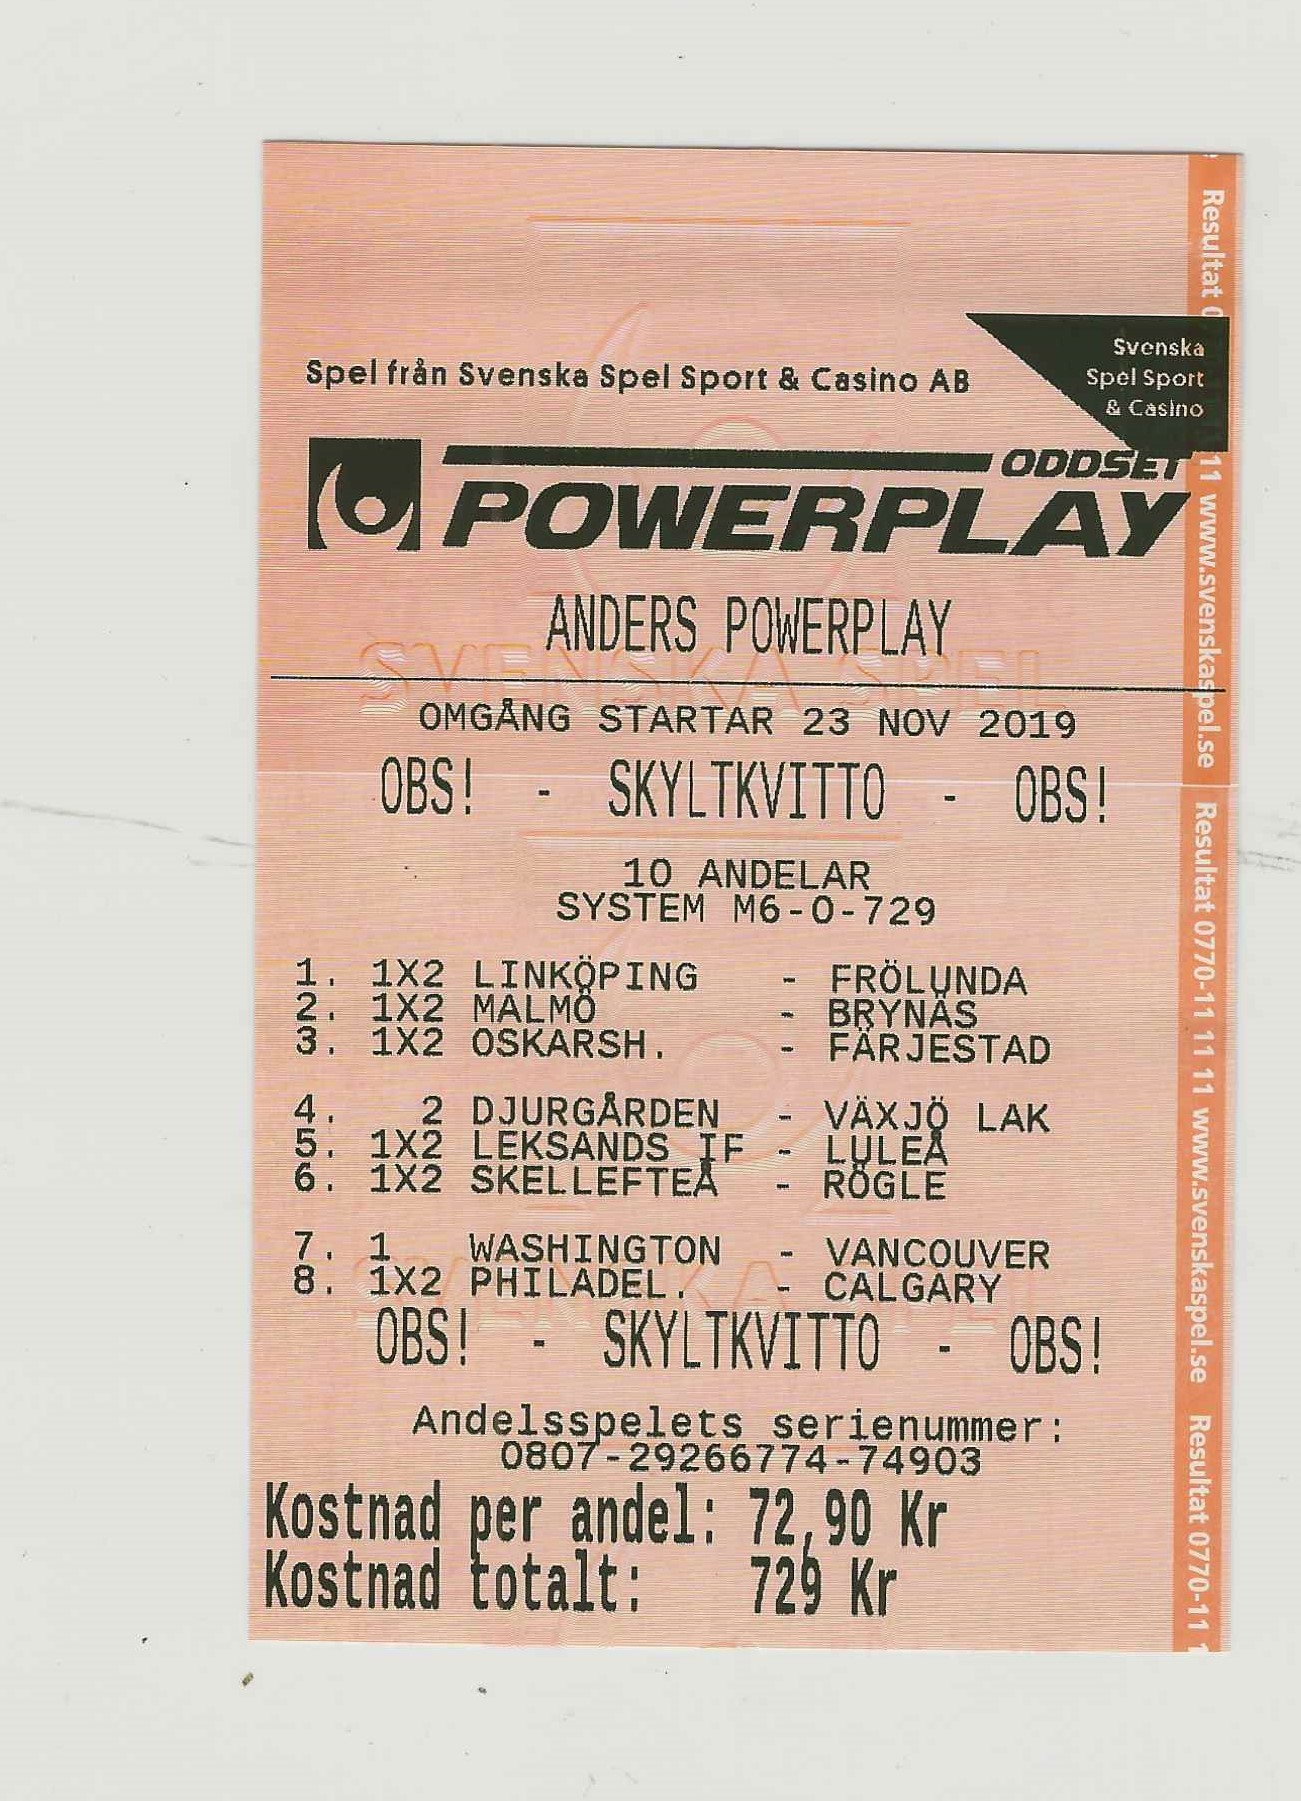 Spel från Svenska Spel Sport & Casino AB
Svenska
Spel Sport
& Casino
ODDSET
POWERPLAY
ANDERS POWERPLAY
OMGÅNG STARTAR 23 NOV 2019
OBS! - SKYLTKVITTO - OBS!
10 ANDELAR
SYSTEM M6-0-729
1. 1X2 LINKÖPING - FRÖLUNDA
2. 1X2 MALMÖ - BRYNÄS
3. 1X2 OSKARSH. - FÄRJESTAD
4. 2 DJURGÅRDEN - VÄXJÖ LAK
5. 1X2 LEKSANDS IF - LULEÅ
6. 1X2 SKELLEFTEÅ - RÖGLE
7. 1 WASHINGTON - VANCOUVER
8. 1X2 PHILADEL. - CALGARY
OBS! - SKYLTKVITTO - OBS!
Andelsspelets serienummer:
0807-29266774-74903
Kostnad per andel: 72,90 Kr
Kostnad totalt: 729 Kr
Resultat 11 www.svenskaspel.se Resultat 0770-11 11 11 www.svenskaspel.se Resultat 0770-11
SVENSKA SPEL
SVENSKA SPEL